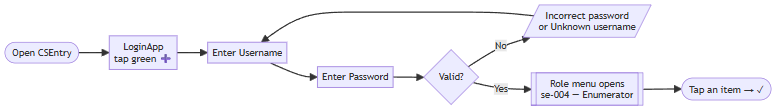 Open CSEntry
LoginApp
tap green ➕
Enter Username
Enter Password
Valid?
No
Incorrect password
or Unknown username
Yes
Role menu opens
se-004 — Enumerator
Tap an item → ✓